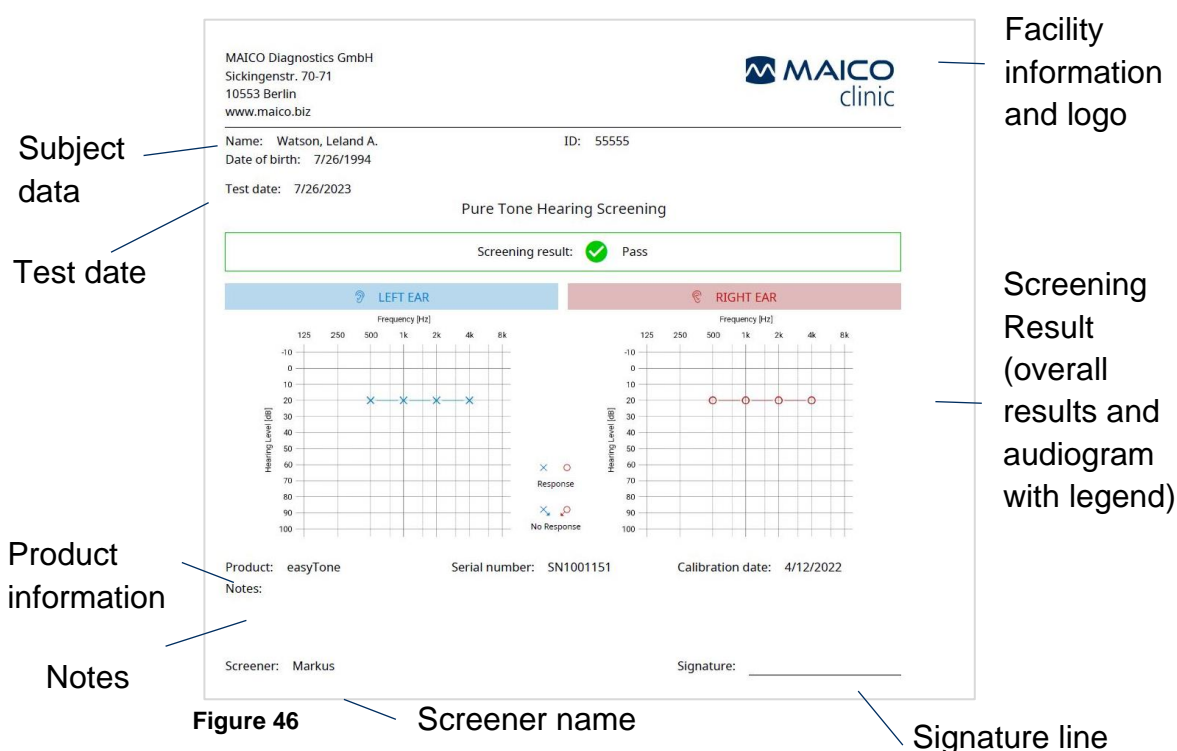 MAICO Diagnostics GmbH
Sickingenstr. 70-71
10553 Berlin
www.maico.biz
MAICO
clinic
Facility
information
and logo
Subject
data
Name: Watson, Leland A. ID: 55555
Date of birth: 7/26/1994
Test date: 7/26/2023
Test date
Pure Tone Hearing Screening
Screening result: Pass
LEFT EAR
RIGHT EAR
Frequency [Hz]
125 250 500 1k 2k 4k 8k
-10
0
10
20
30
40
50
60
70
80
90
100
Hearing Level [dB]
Response
No Response
Frequency [Hz]
125 250 500 1k 2k 4k 8k
-10
0
10
20
30
40
50
60
70
80
90
100
Hearing Level [dB]
Screening
Result
(overall
results and
audiogram
with legend)
Product
information
Product: easyTone Serial number: SN1001151 Calibration date: 4/12/2022
Notes:
Notes
Screener: Markus Signature:
Figure 46
Screener name
Signature line